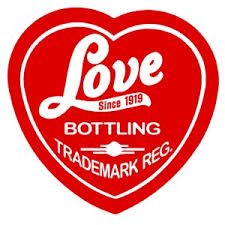 Love
Since 1919
BOTTLING
TRADEMARK REG.